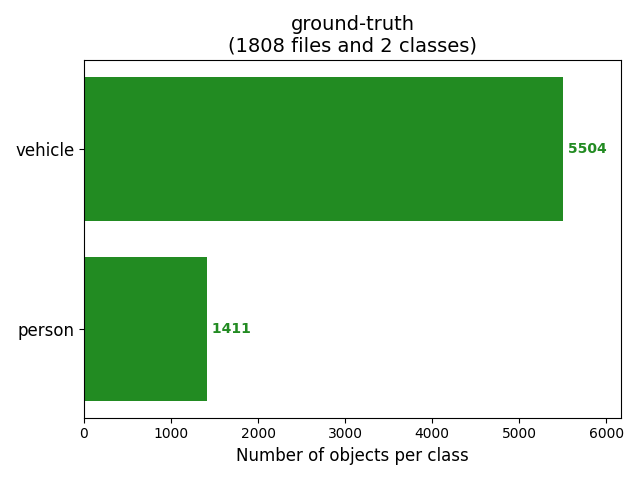 ground-truth
(1808 files and 2 classes)
vehicle
5504
person
1411
0 1000 2000 3000 4000 5000 6000
Number of objects per class